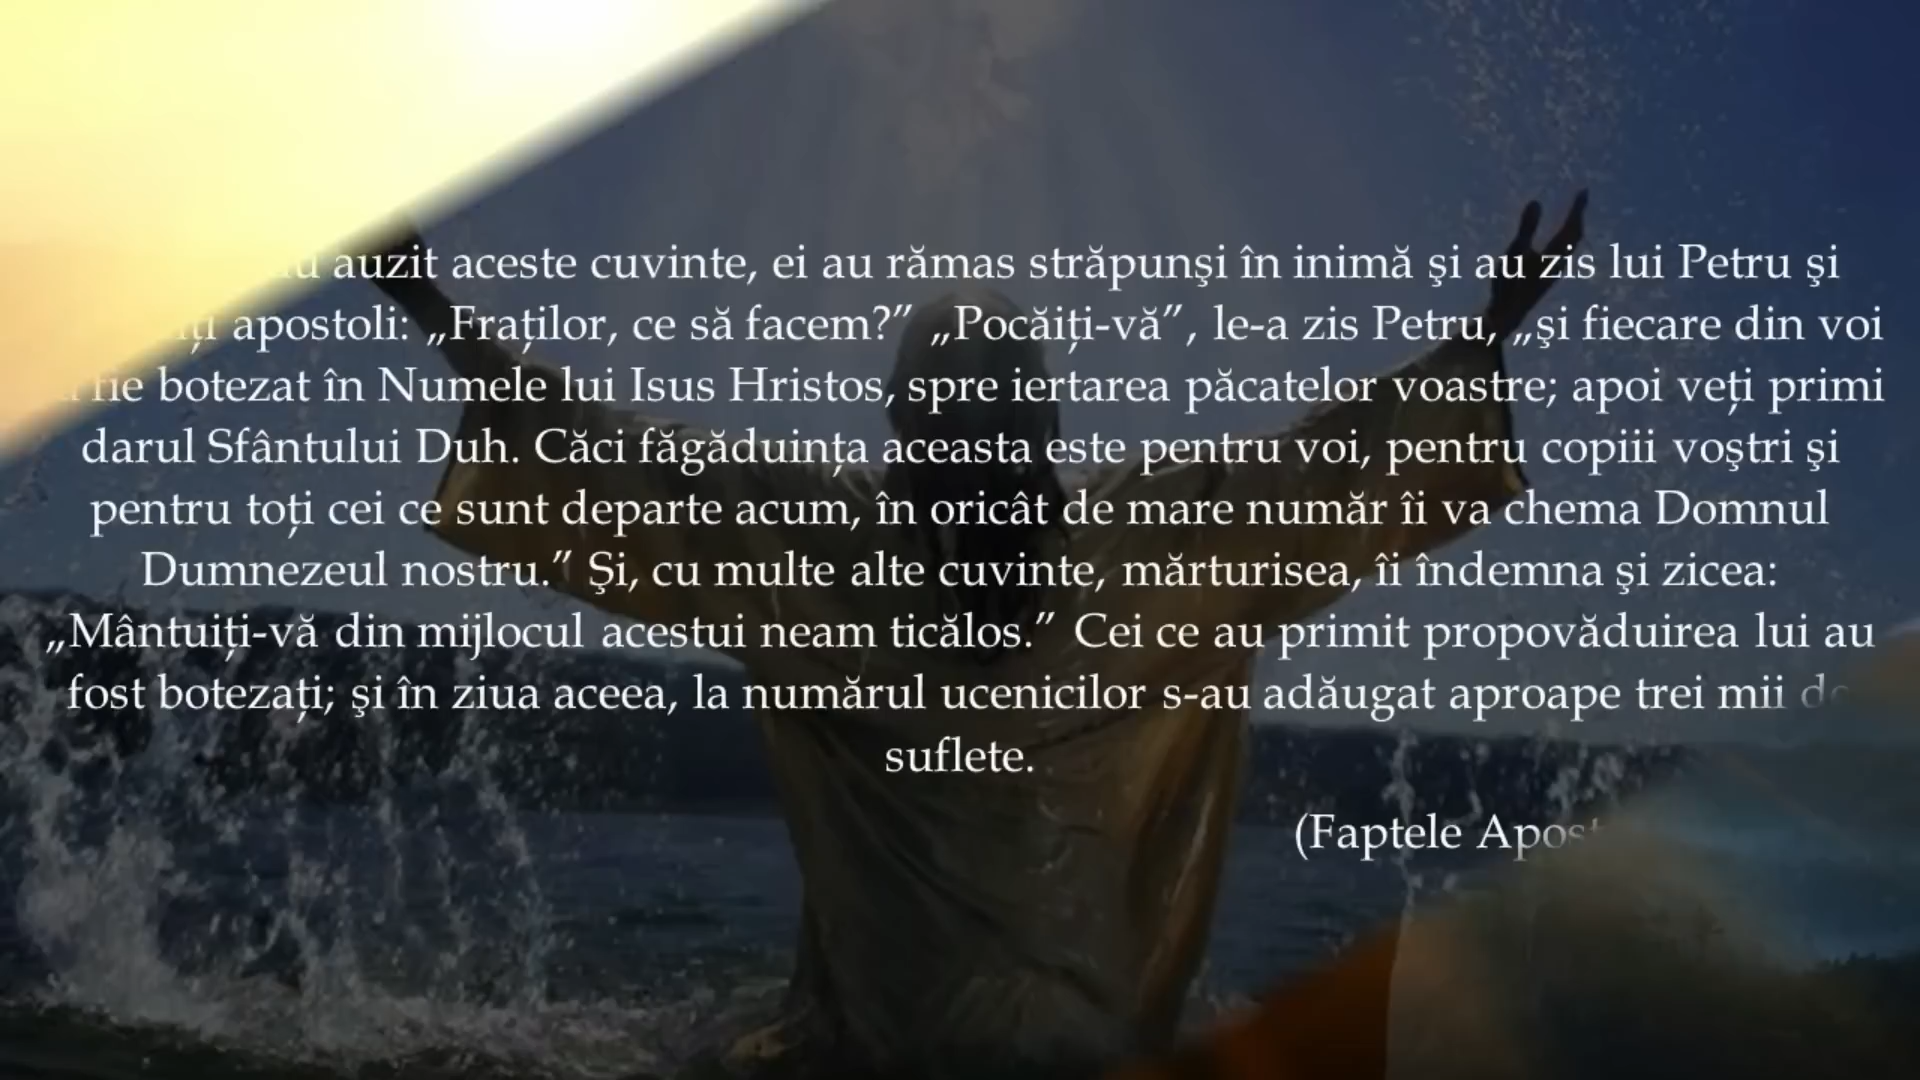 auzit aceste cuvinte, ei au rămas străpunşi în inimă şi au zis lui Petru şi
apostoli: „Fraţilor, ce să facem?” „Pocăiţi-vă”, le-a zis Petru, „şi fiecare din voi
fie botezat în Numele lui Isus Hristos, spre iertarea păcatelor voastre; apoi veţi primi
darul Sfântului Duh. Căci făgăduinţa aceasta este pentru voi, pentru copiii voştri şi
pentru toţi cei ce sunt departe acum, în oricât de mare număr îi va chema Domnul
Dumnezeul nostru.” Şi, cu multe alte cuvinte, mărturisea, îi îndemna şi zicea:
„Mântuiţi-vă din mijlocul acestui neam ticălos.” Cei ce au primit propovăduirea lui au
fost botezaţi; şi în ziua aceea, la numărul ucenicilor s-au adăugat aproape trei mii de
suflete.
(Faptele